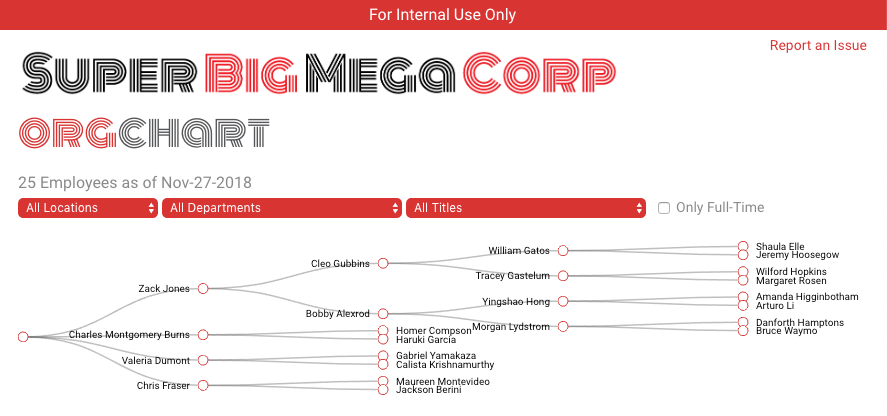 For Internal Use Only
Report an Issue
SUPER BIG MEGA CORP
ORGCHART
25 Employees as of Nov-27-2018
All Locations All Departments All Titles Only Full-Time
Zack Jones
Charles Montgomery Burns
Valeria Dumont
Chris Fraser
Cleo Gubbins
Bobby Alexrod
Homer Compson
Haruki Garcia
Gabriel Yamakaza
Calista Krishnamurthy
Maureen Montevideo
Jackson Berini
William Gatos
Tracey Gastelum
Yingshao Hong
Morgan Lydstrom
Shaula Elle
Jeremy Hoosegow
Wilford Hopkins
Margaret Rosen
Amanda Higginbotham
Arturo Li
Danforth Hamptons
Bruce Waymo